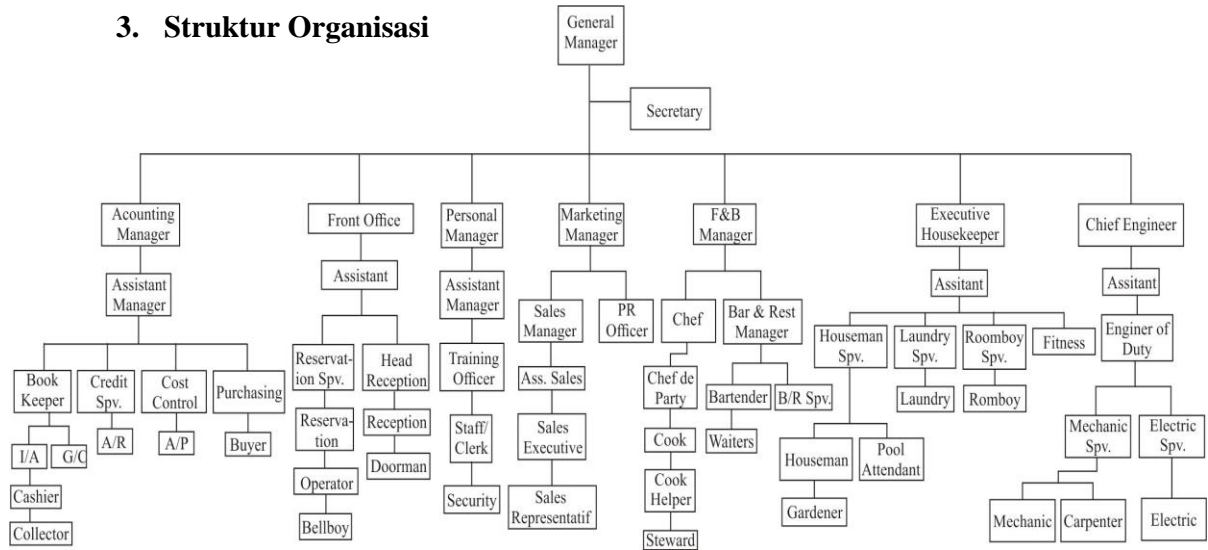 3. Struktur Organisasi
General
Manager
Secretary
Acounting
Manager
Front Office
Personal
Manager
Marketing
Manager
F&B
Manager
Executive
Housekeeper
Chief Engineer
Assistant
Manager
Assistant
Assistant
Manager
Sales
Manager
PR
Officer
Chef
Bar & Rest
Manager
Assitant
Assitant
Book
Keeper
Credit
Spv.
Cost
Control
Purchasing
Reservat-
ion Spv.
Head
Reception
Training
Officer
Ass. Sales
Chef de
Party
Bartender
B/R Spv.
Houseman
Spv.
Laundry
Spv.
Roomboy
Spv.
Fitness
Enginer of
Duty
I/A
G/C
A/R
A/P
Buyer
Reserva-
tion
Reception
Staff/
Clerk
Sales
Executive
Cook
Waiters
Laundry
Romboy
Mechanic
Spv.
Electric
Spv.
Cashier
Operator
Doorman
Security
Sales
Representatif
Cook
Helper
Houseman
Pool
Attendant
Collector
Bellboy
Steward
Gardener
Mechanic
Carpenter
Electric